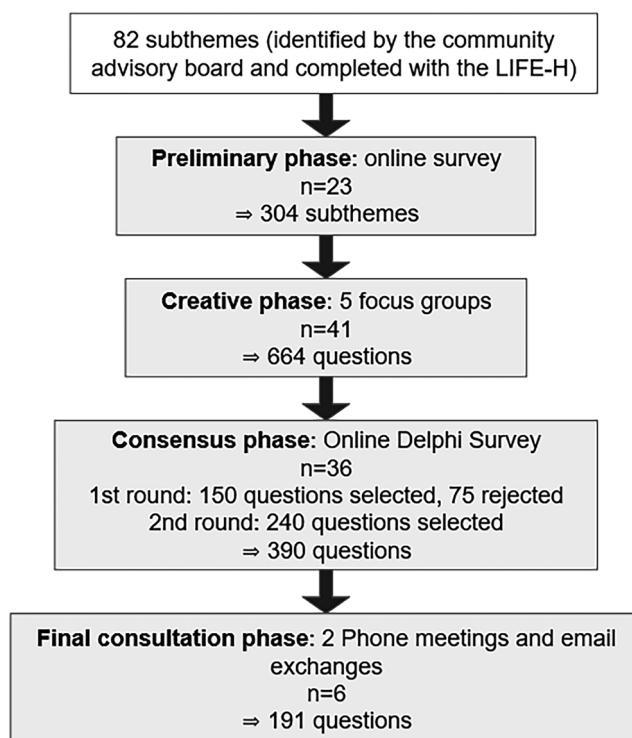 82 subthemes (identified by the community
advisory board and completed with the LIFE-H)
Preliminary phase: online survey
n=23
⇒ 304 subthemes
Creative phase: 5 focus groups
n=41
⇒ 664 questions
Consensus phase: Online Delphi Survey
n=36
1st round: 150 questions selected, 75 rejected
2nd round: 240 questions selected
⇒ 390 questions
Final consultation phase: 2 Phone meetings and email
exchanges
n=6
⇒ 191 questions